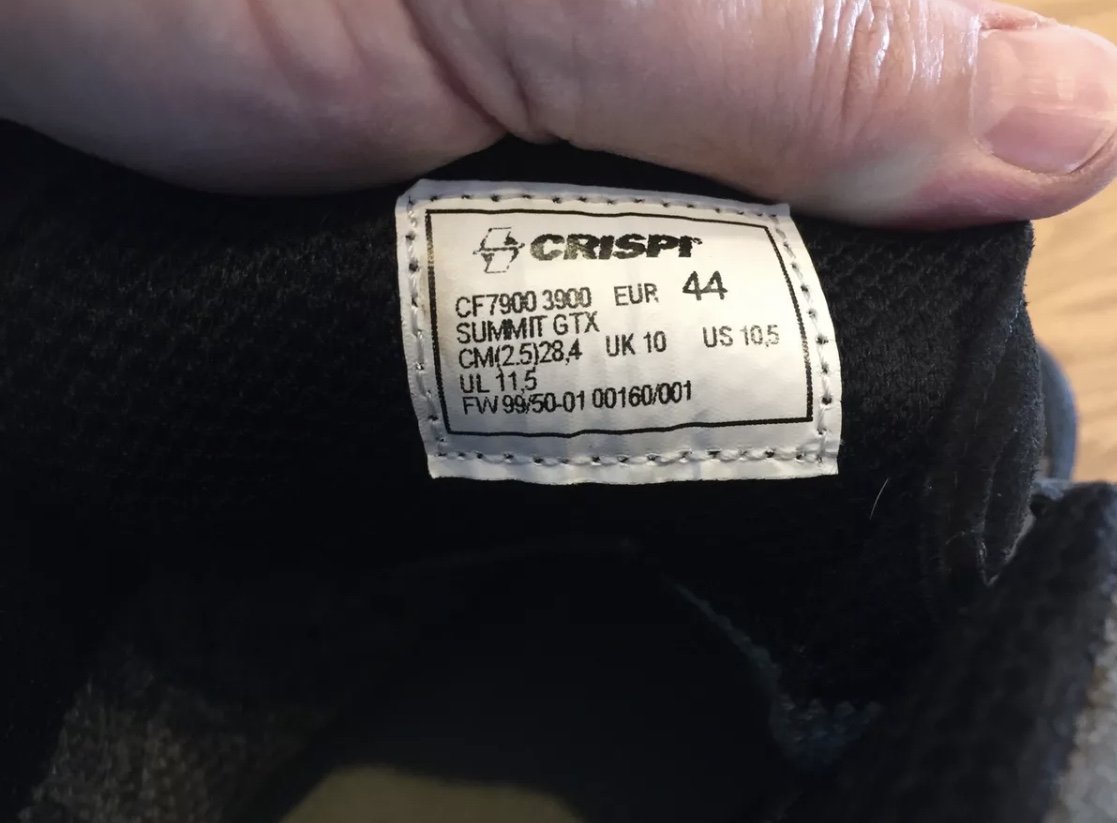 CRISPI
CF7900 3900 EUR 44
SUMMIT GTX
CM(2.5)28,4 UK 10 US 10,5
UL 11,5
FW 99/50-01 00160/001